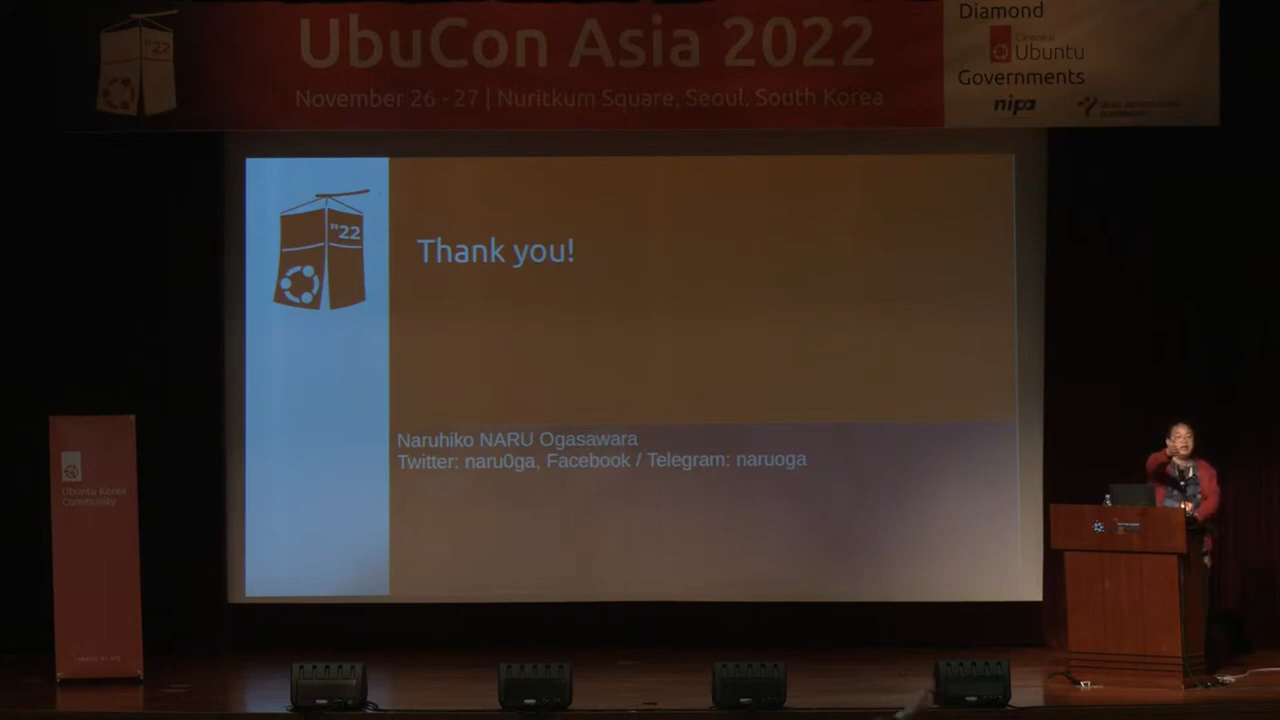 "22
UbuCon Asia 2022
November 26 - 27 | Nuritkum Square, Seoul, South Korea
Diamond
Canonical
Ubuntu
Governments
nipa
"22
Thank you!
Naruhiko NARU Ogasawara
Twitter: naru0ga, Facebook / Telegram: naruoga
Ubuntu Korea
Community